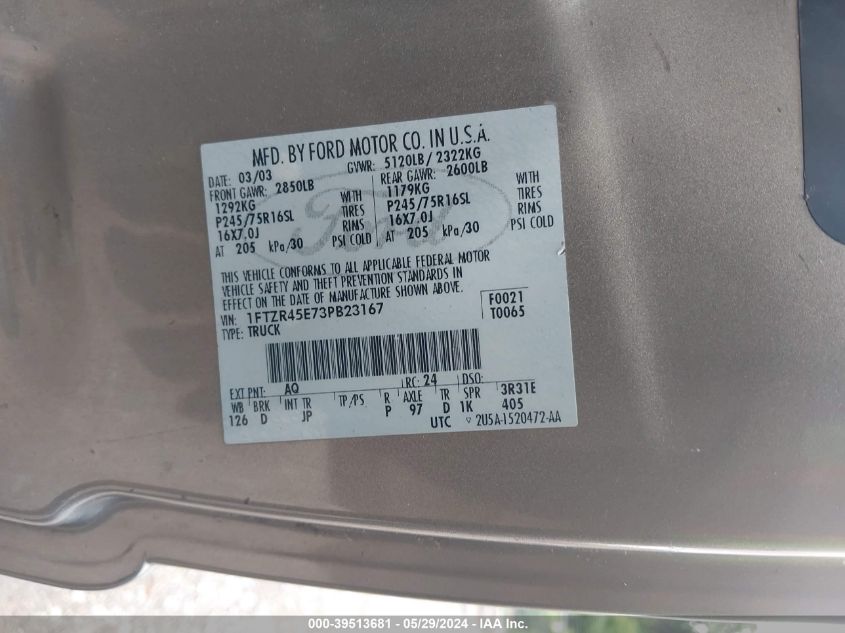 MFD. BY FORD MOTOR CO. IN U.S.A.
DATE: 03/03 GVWR: 5120LB/ 2322KG
FRONT GAWR: 2850LB REAR GAWR: 2600LB
1292KG WITH 1179KG WITH
P245/75R16SL TIRES P245/75R16SL TIRES
16X7.0J RIMS 16X7.0J RIMS
AT 205 kPa/30 PSI COLD AT 205 kPa/30 PSI COLD
Ford
THIS VEHICLE CONFORMS TO ALL APPLICABLE FEDERAL MOTOR
VEHICLE SAFETY AND THEFT PREVENTION STANDARDS IN
EFFECT ON THE DATE OF MANUFACTURE SHOWN ABOVE.
VIN: 1FTZR45E73PB23167 F0021
TYPE: TRUCK T0065
EXT PNT: AQ RC: 24 DSO:
WB BRK INT TR TP/PS R AXLE TR SPR 3R31E
126 D JP P 97 D 1K 405
UTC 2U5A-1520472-AA
000-39513681 - 05/29/2024 - IAA Inc.